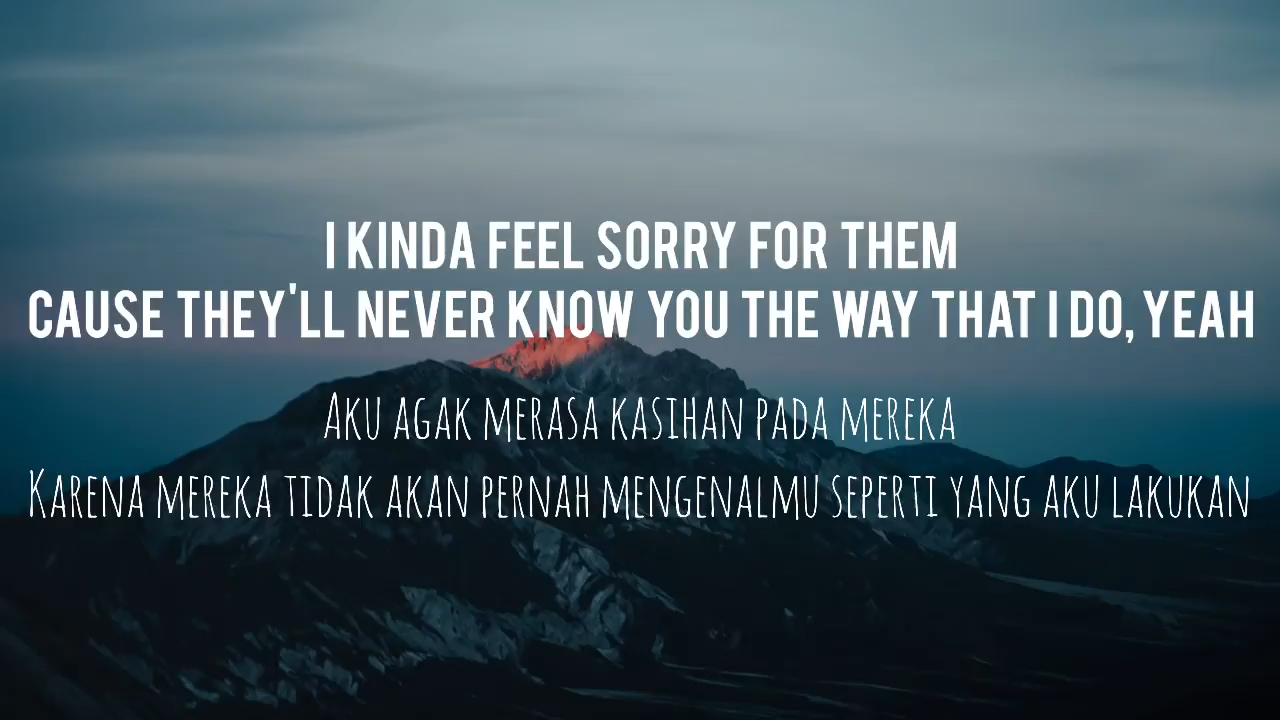 I KINDA FEEL SORRY FOR THEM
CAUSE THEY'LL NEVER KNOW YOU THE WAY THAT I DO, YEAH
AKU AGAK MERASA KASIHAN PADA MEREKA
KARENA MEREKA TIDAK AKAN PERNAH MENGENALMU SEPERTI YANG AKU LAKUKAN